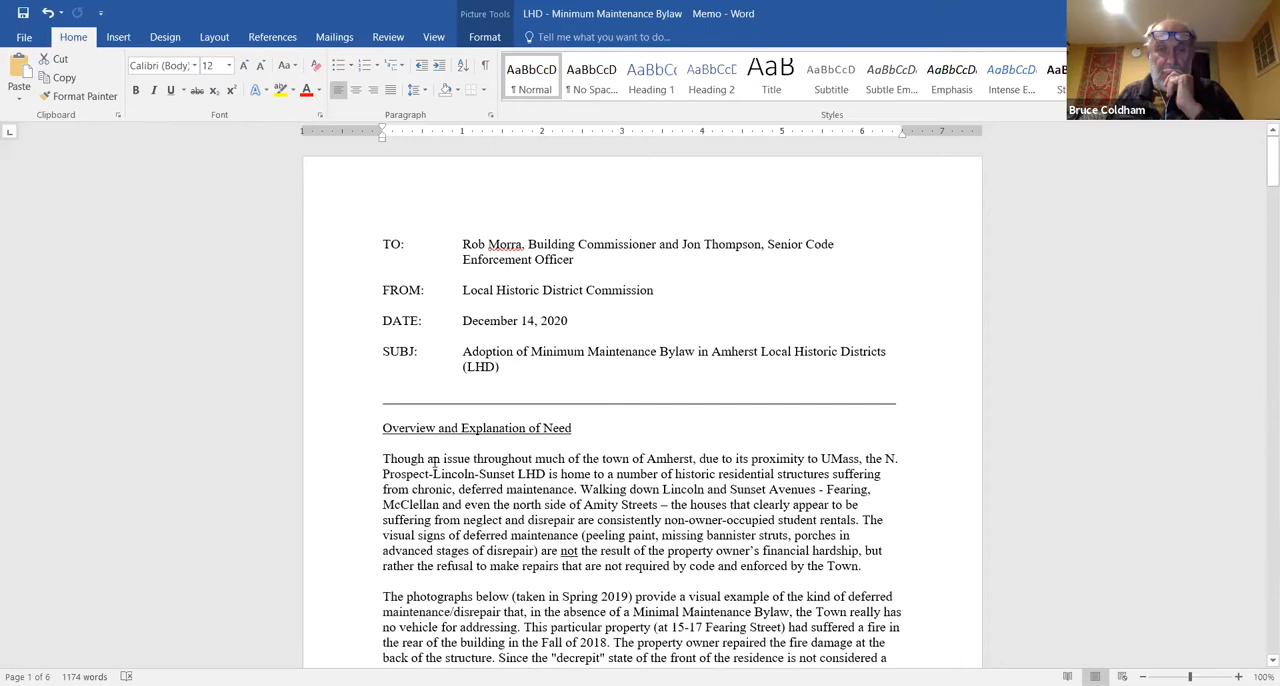 Picture Tools
LHD - Minimum Maintenance Bylaw Memo - Word
File Home Insert Design Layout References Mailings Review View Format Tell me what you want to do...
Paste
Cut
Copy
Format Painter
Calibri (Body) 12
Clipboard Font Paragraph Styles
AaBbCcD AaBbCcD AaBbCc AaBbCcD AaB AaBbCcD AaBbCcD AaBbCcD AaBbCcD
¶ Normal ¶ No Spac... Heading 1 Heading 2 Title Subtitle Subtle Em... Emphasis Intense E...
Bruce Coldham
1 1 2 3 4 5 6 7
TO: Rob Morra, Building Commissioner and Jon Thompson, Senior Code
Enforcement Officer
FROM: Local Historic District Commission
DATE: December 14, 2020
SUBJ: Adoption of Minimum Maintenance Bylaw in Amherst Local Historic Districts
(LHD)
Overview and Explanation of Need
Though an issue throughout much of the town of Amherst, due to its proximity to UMass, the N.
Prospect-Lincoln-Sunset LHD is home to a number of historic residential structures suffering
from chronic, deferred maintenance. Walking down Lincoln and Sunset Avenues - Fearing,
McClellan and even the north side of Amity Streets – the houses that clearly appear to be
suffering from neglect and disrepair are consistently non-owner-occupied student rentals. The
visual signs of deferred maintenance (peeling paint, missing bannister struts, porches in
advanced stages of disrepair) are not the result of the property owner's financial hardship, but
rather the refusal to make repairs that are not required by code and enforced by the Town.
The photographs below (taken in Spring 2019) provide a visual example of the kind of deferred
maintenance/disrepair that, in the absence of a Minimal Maintenance Bylaw, the Town really has
no vehicle for addressing. This particular property (at 15-17 Fearing Street) had suffered a fire in
the rear of the building in the Fall of 2018. The property owner repaired the fire damage at the
back of the structure. Since the "decrepit" state of the front of the residence is not considered a
Page 1 of 6 1174 words 100%